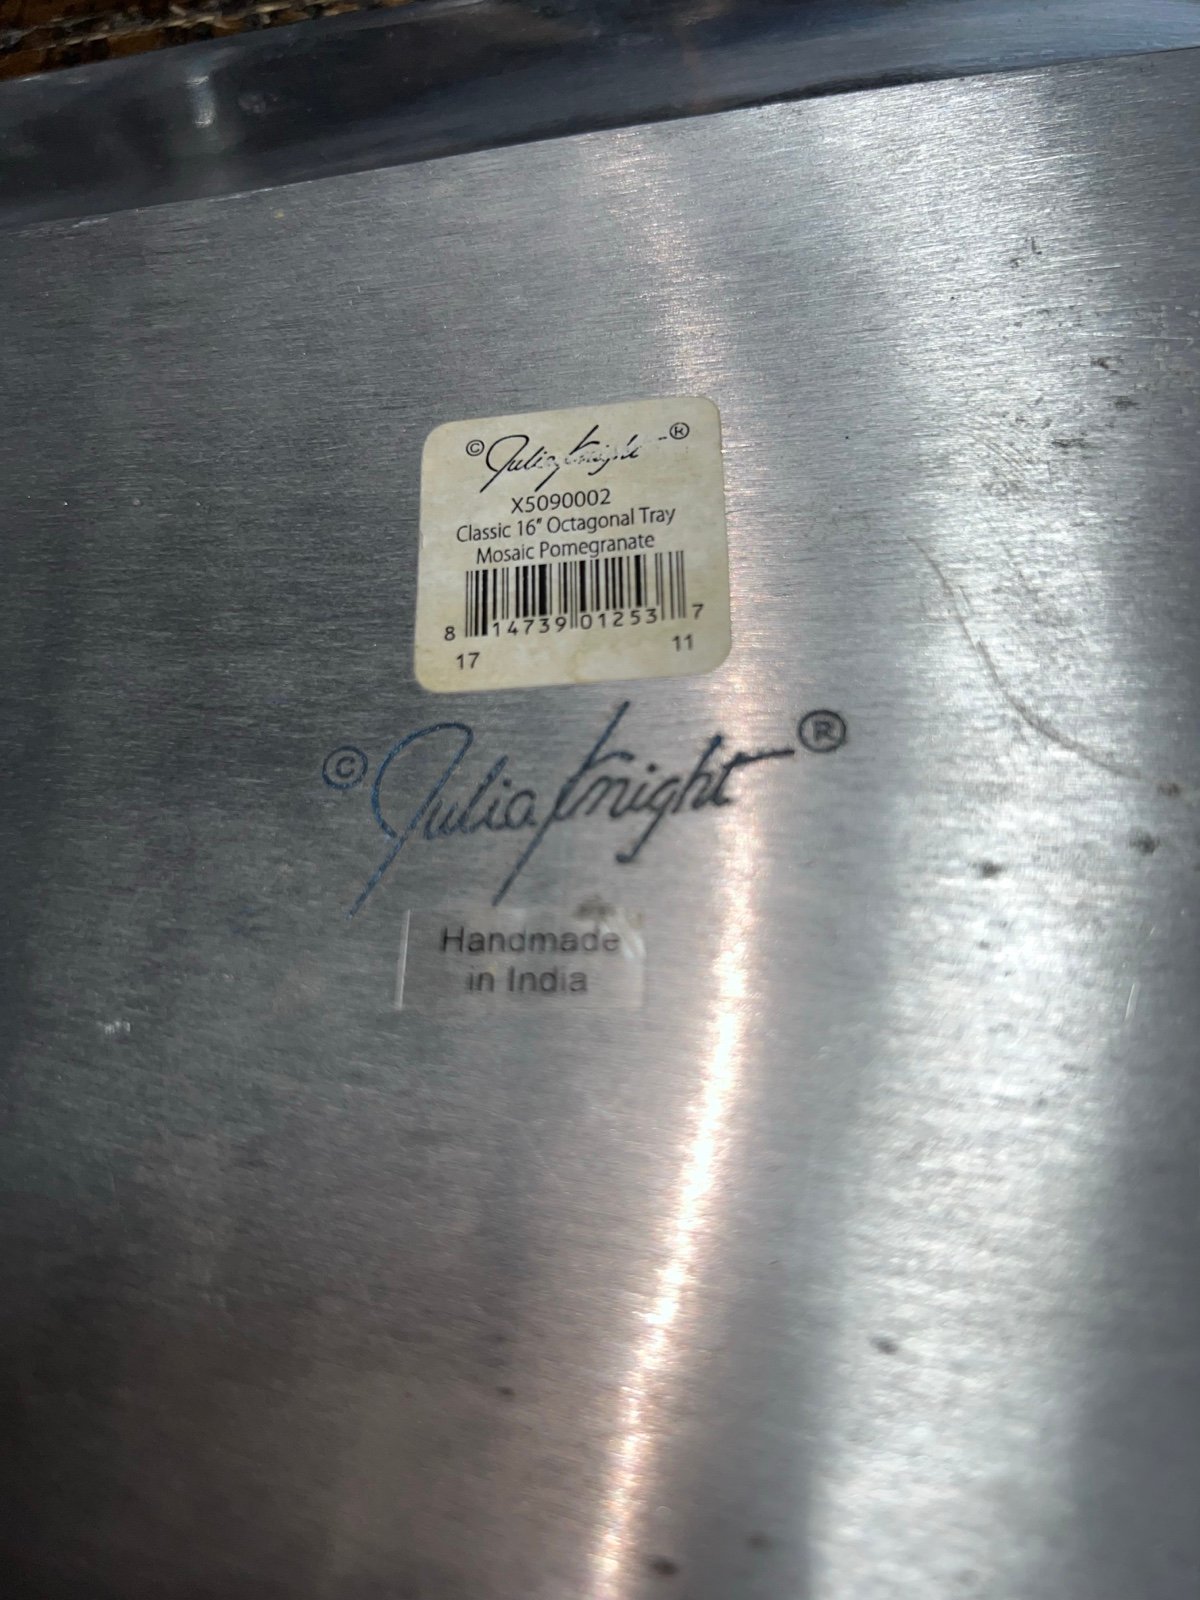 © Julia Knight ®
X5090002
Classic 16" Octagonal Tray
Mosaic Pomegranate
8 14739 01253 7
17 11
© Julia Knight ®
Handmade
in India